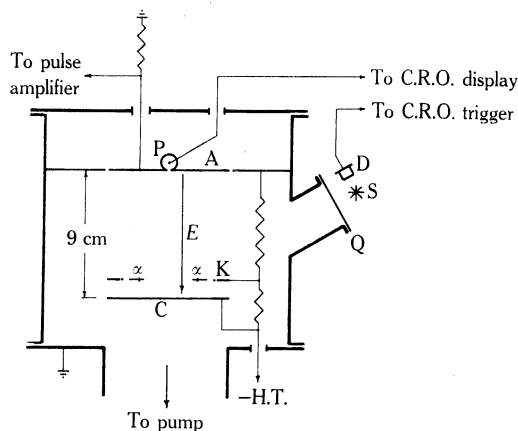 To pulse
amplifier
To C.R.O. display
To C.R.O. trigger
P
A
D
S
9 cm
E
Q
α
α
K
C
−H.T.
To pump